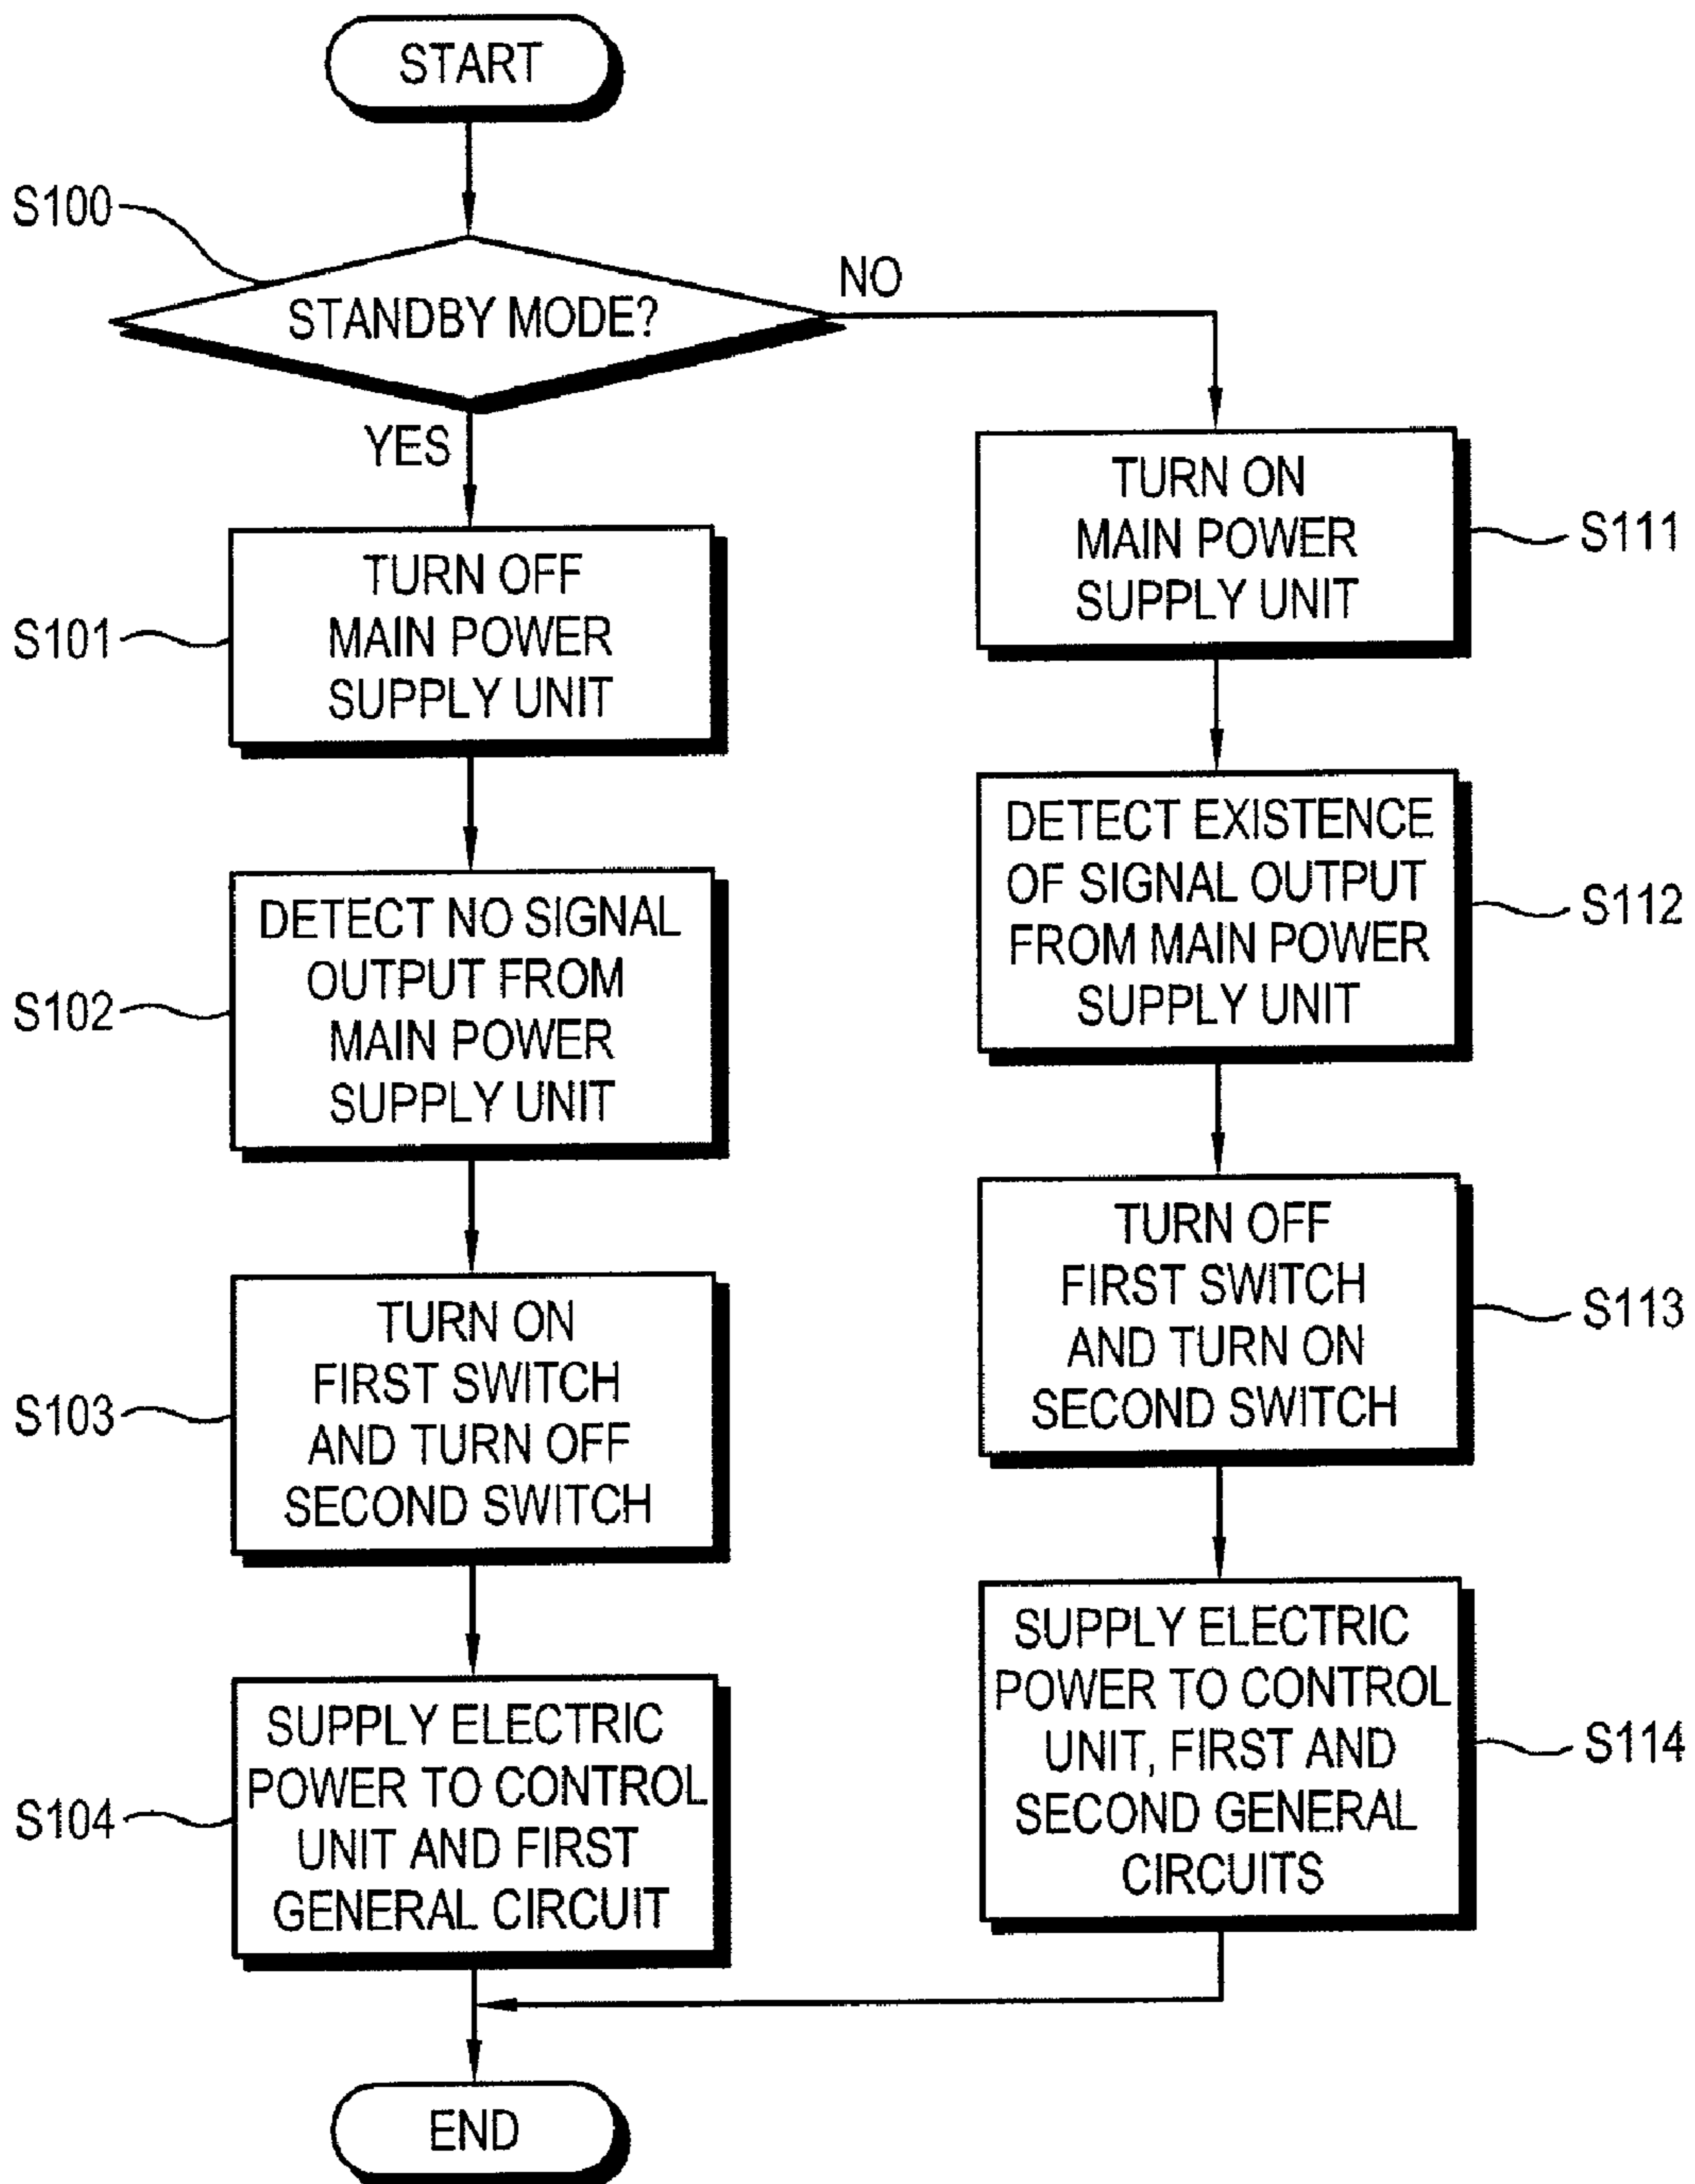 START
S100
STANDBY MODE?
NO
YES
S101
TURN OFF
MAIN POWER
SUPPLY UNIT
S102
DETECT NO SIGNAL
OUTPUT FROM
MAIN POWER
SUPPLY UNIT
S103
TURN ON
FIRST SWITCH
AND TURN OFF
SECOND SWITCH
S104
SUPPLY ELECTRIC
POWER TO CONTROL
UNIT AND FIRST
GENERAL CIRCUIT
TURN ON
MAIN POWER
SUPPLY UNIT
S111
DETECT EXISTENCE
OF SIGNAL OUTPUT
FROM MAIN POWER
SUPPLY UNIT
S112
TURN OFF
FIRST SWITCH
AND TURN ON
SECOND SWITCH
S113
SUPPLY ELECTRIC
POWER TO CONTROL
UNIT, FIRST AND
SECOND GENERAL
CIRCUITS
S114
END